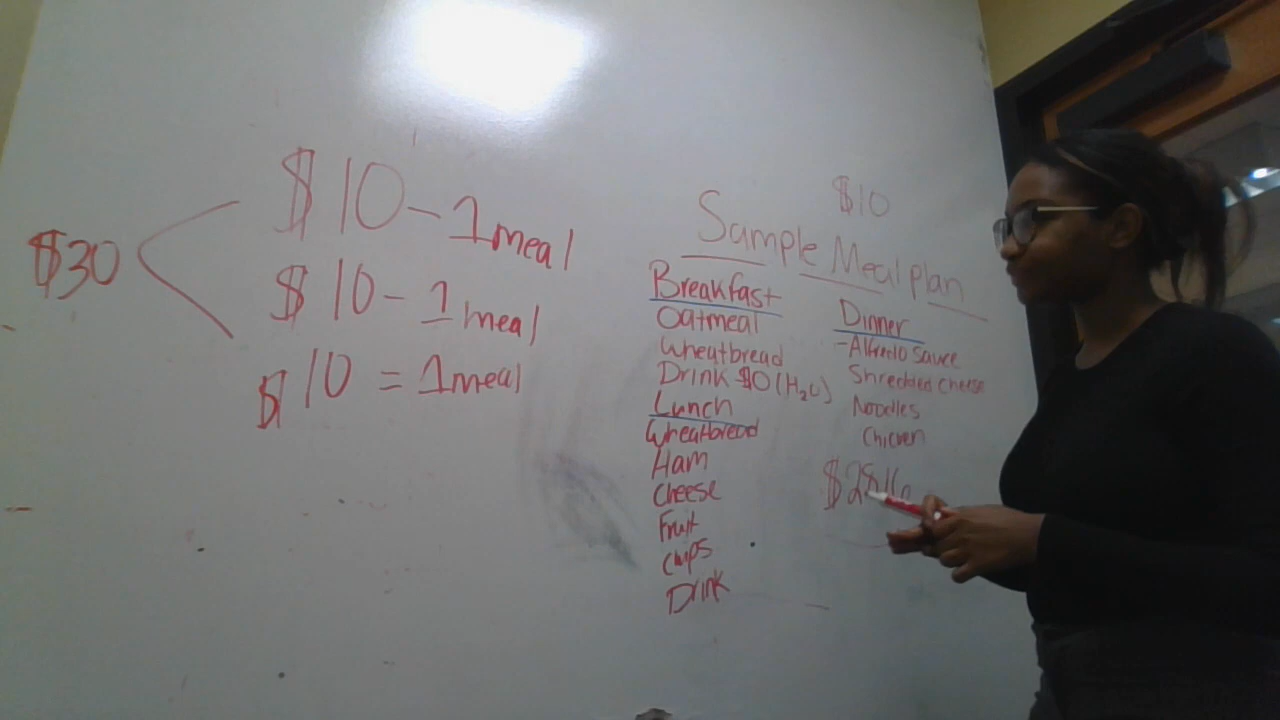 $30
$10 - 1 meal
$10 - 1 meal
$10 = 1 meal
$10
Sample Meal plan
Breakfast
Oatmeal
Wheatbread
Drink $0 (H₂O)
Lunch
Wheatbread
Ham
Cheese
Fruit
Chips
Drink
Dinner
- Alfredo Sauce
Shredded Cheese
Noodles
Chicken